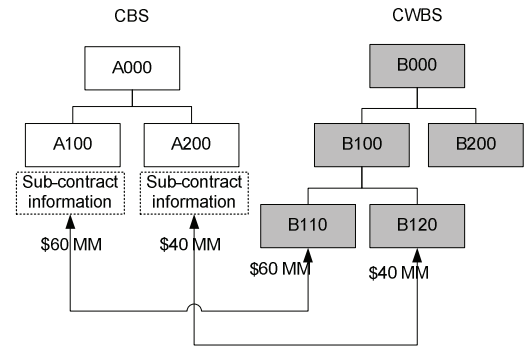 CBS
CWBS
A000
B000
A100
A200
B100
B200
Sub-contract
information
Sub-contract
information
B110
B120
$60 MM
$40 MM
$60 MM
$40 MM